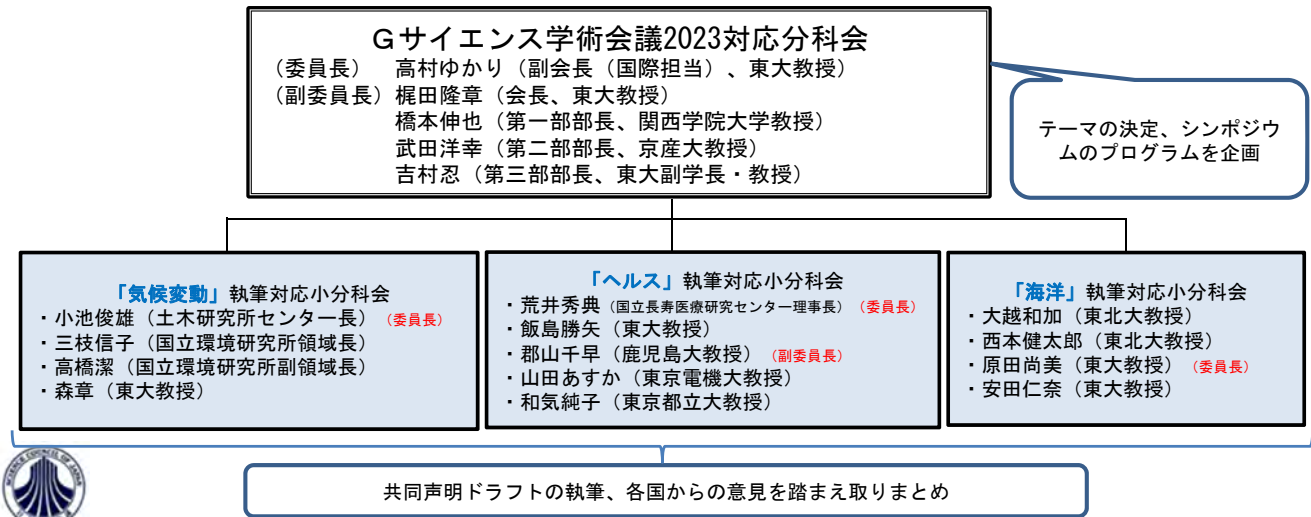 Gサイエンス学術会議2023対応分科会
（委員長）　高村ゆかり（副会長（国際担当）、東大教授）
（副委員長）梶田隆章（会長、東大教授）
橋本伸也（第一部部長、関西学院大学教授）
武田洋幸（第二部部長、京産大教授）
吉村忍（第三部部長、東大副学長・教授）
テーマの決定、シンポジウ
ムのプログラムを企画
「気候変動」執筆対応小分科会
・小池俊雄（土木研究所センター長）（委員長）
・三枝信子（国立環境研究所領域長）
・高橋潔（国立環境研究所副領域長）
・森章（東大教授）
「ヘルス」執筆対応小分科会
・荒井秀典（国立長寿医療研究センター理事長）（委員長）
・飯島勝矢（東大教授）
・郡山千早（鹿児島大教授）（副委員長）
・山田あすか（東京電機大教授）
・和気純子（東京都立大教授）
「海洋」執筆対応小分科会
・大越和加（東北大教授）
・西本健太郎（東北大教授）
・原田尚美（東大教授）（委員長）
・安田仁奈（東大教授）
SCIENCE COUNCIL OF JAPAN
共同声明ドラフトの執筆、各国からの意見を踏まえ取りまとめ